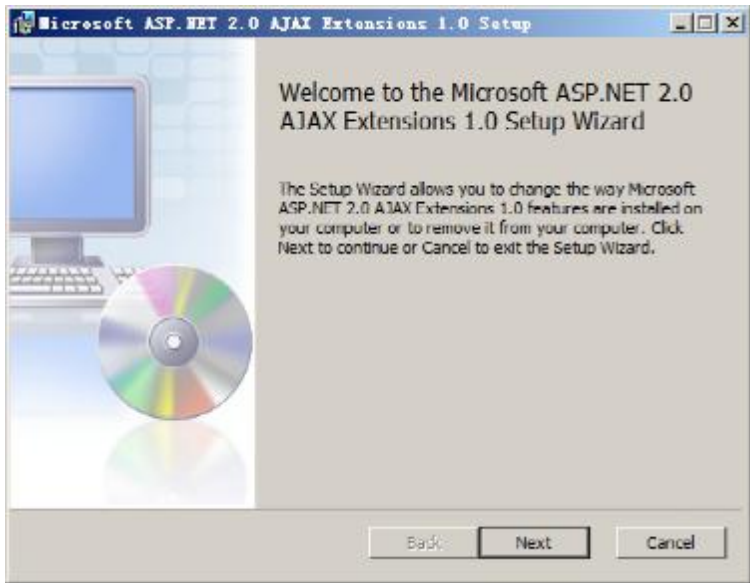 Microsoft ASP.NET 2.0 AJAX Extensions 1.0 Setup
Welcome to the Microsoft ASP.NET 2.0
AJAX Extensions 1.0 Setup Wizard
The Setup Wizard allows you to change the way Microsoft
ASP.NET 2.0 AJAX Extensions 1.0 features are installed on
your computer or to remove it from your computer. Click
Next to continue or Cancel to exit the Setup Wizard.
Back Next Cancel